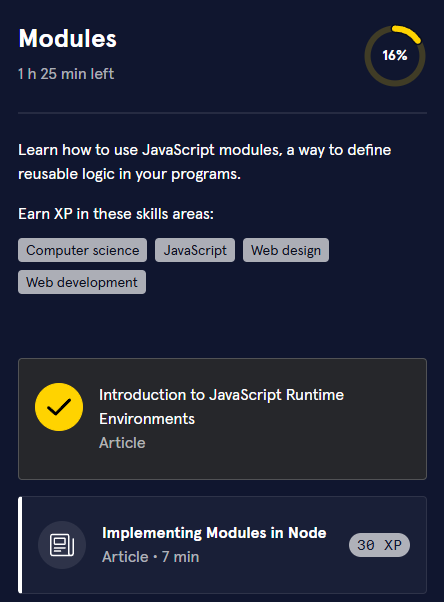 Modules
16%
1 h 25 min left
Learn how to use JavaScript modules, a way to define
reusable logic in your programs.
Earn XP in these skills areas:
Computer science JavaScript Web design
Web development
Introduction to JavaScript Runtime
Environments
Article
Implementing Modules in Node
30 XP
Article • 7 min